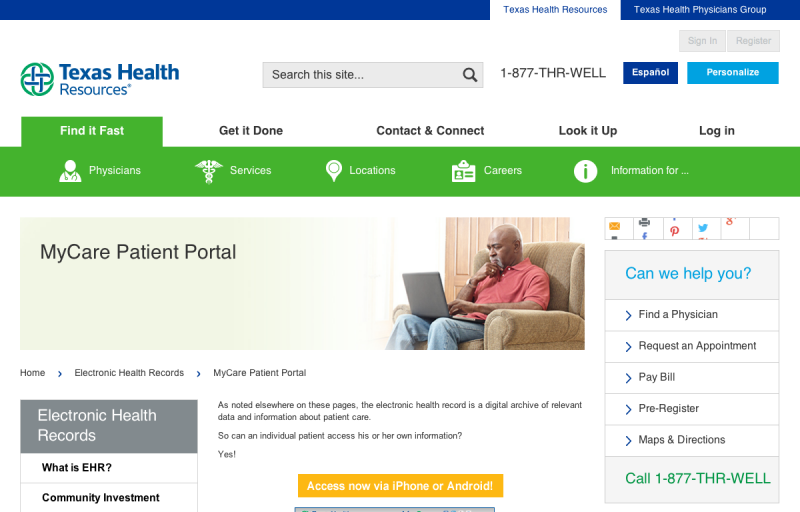 Texas Health Resources
Texas Health Physicians Group
Sign In
Register
Texas Health
Resources®
Search this site...
1-877-THR-WELL
Español
Personalize
Find it Fast
Get it Done
Contact & Connect
Look it Up
Log in
Physicians
Services
Locations
Careers
Information for ...
MyCare Patient Portal
Can we help you?
Find a Physician
Request an Appointment
Pay Bill
Pre-Register
Maps & Directions
Call 1-877-THR-WELL
Home
Electronic Health Records
MyCare Patient Portal
Electronic Health
Records
What is EHR?
Community Investment
As noted elsewhere on these pages, the electronic health record is a digital archive of relevant
data and information about patient care.
So can an individual patient access his or her own information?
Yes!
Access now via iPhone or Android!